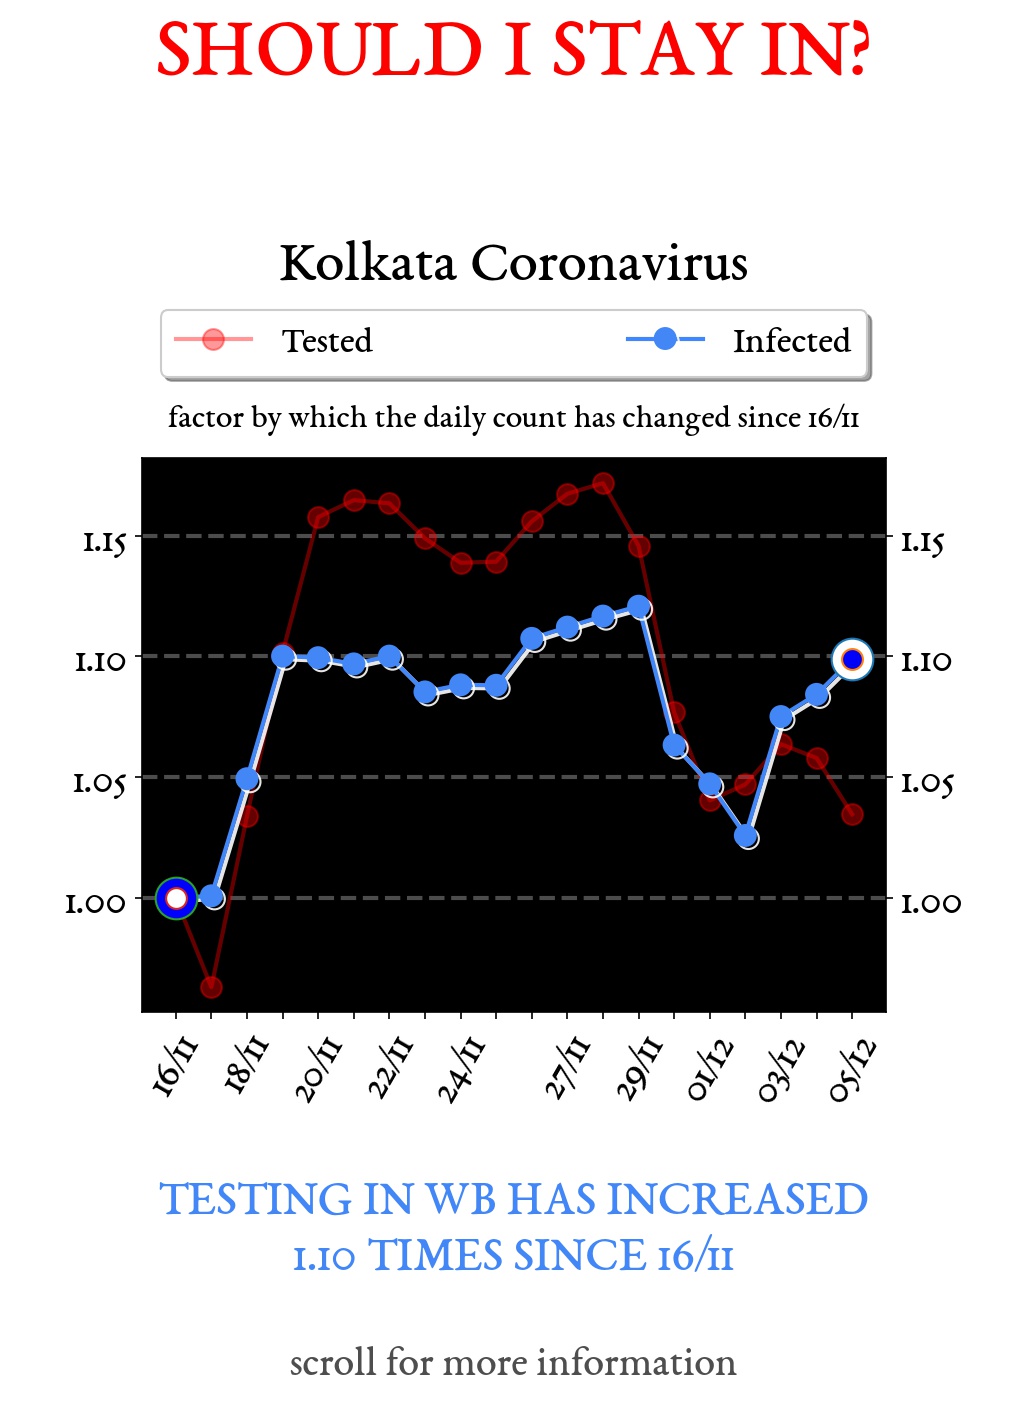 SHOULD I STAY IN?
Kolkata Coronavirus
Tested Infected
factor by which the daily count has changed since 16/11
1.15 1.15
1.10 1.10
1.05 1.05
1.00 1.00
16/11 18/11 20/11 22/11 24/11 27/11 29/11 01/12 03/12 05/12
TESTING IN WB HAS INCREASED
1.10 TIMES SINCE 16/11
scroll for more information